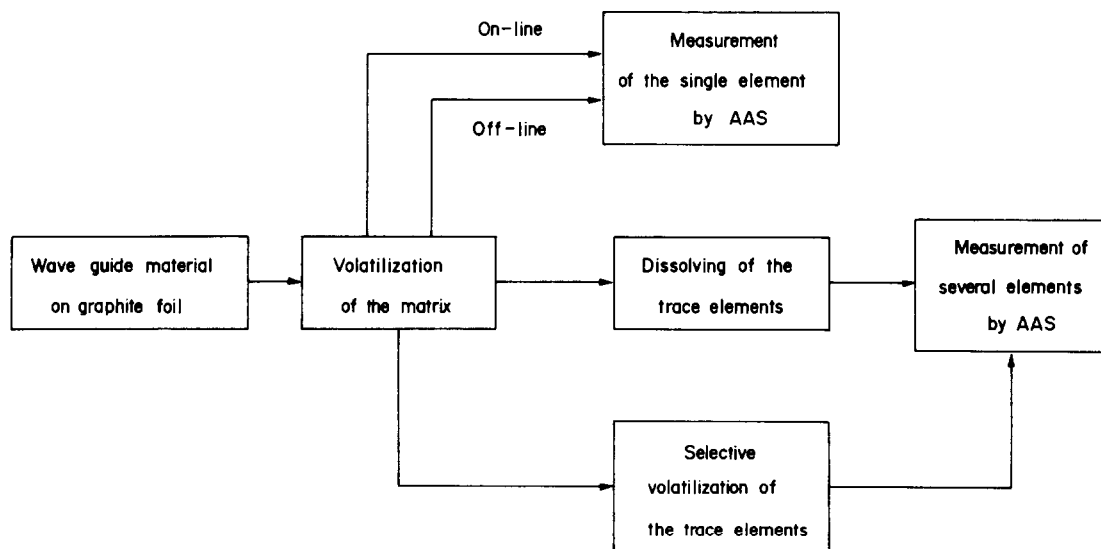 On-line
Measurement
of the single element
by AAS
Off-line
Wave guide material
on graphite foil
Volatilization
of the matrix
Dissolving of the
trace elements
Measurement of
several elements
by AAS
Selective
volatilization of
the trace elements